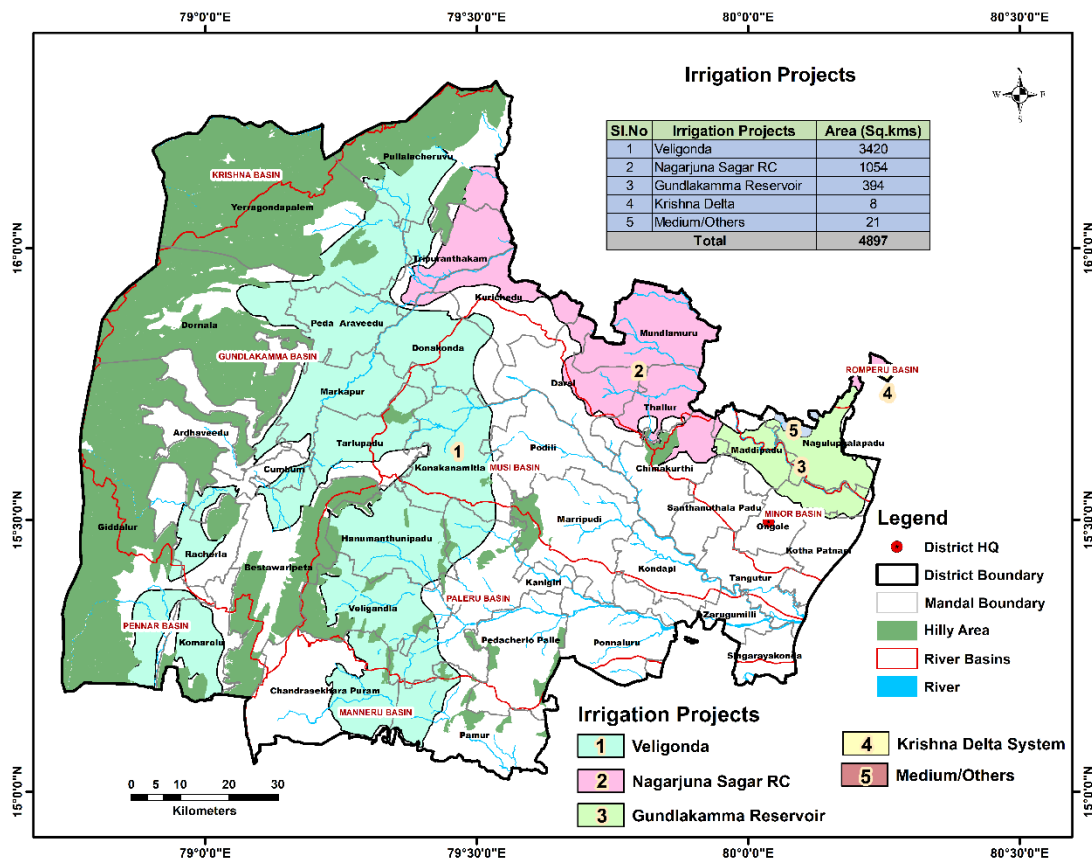 79°0'0"E 79°30'0"E 80°0'0"E 80°30'0"E
Irrigation Projects
N
W E
S
Sl.No Irrigation Projects Area (Sq.kms)
1 Veligonda 3420
2 Nagarjuna Sagar RC 1054
3 Gundlakamma Reservoir 394
4 Krishna Delta 8
5 Medium/Others 21
Total 4897
Pullalacheruvu
KRISHNA BASIN
Yerragondapalem
16°0'0"N 16°0'0"N
Tripuranthakam
Kurichedu
Peda Araveedu
Dornala
Mundlamuru
Donakonda
GUNDLAKAMMA BASIN
ROMPERU BASIN
2
Darsi
4
Markapur
Thallur
Ardhaveedu
5
Nagulupbalapadu
Tarlupadu
Podili
Maddipadu
1
3
Cumbum
Konakanamitla
MUSI BASIN
Chimakurthi
Santhanuthala Padu
MINOR BASIN
Giddalur
Marripudi
Ongole
15°30'0"N 15°30'0"N
Hanumanthunipadu
Kotha Patnam
Racherla
Bestawaripeta
Kondapi
Kanigiri
Tangutur
Veligandla
PALERU BASIN
Zarugumilli
PENNAR BASIN
Komarolu
Pedacherlo Palle
Ponnaluru
Singarayakonda
Chandrasekhara Puram
MANNERU BASIN
Pamur
Legend
District HQ
District Boundary
Mandal Boundary
Hilly Area
River Basins
River
Irrigation Projects
1 Veligonda
2 Nagarjuna Sagar RC
3 Gundlakamma Reservoir
4 Krishna Delta System
5 Medium/Others
0 5 10 20 30
Kilometers
15°0'0"N 15°0'0"N
79°0'0"E 79°30'0"E 80°0'0"E 80°30'0"E